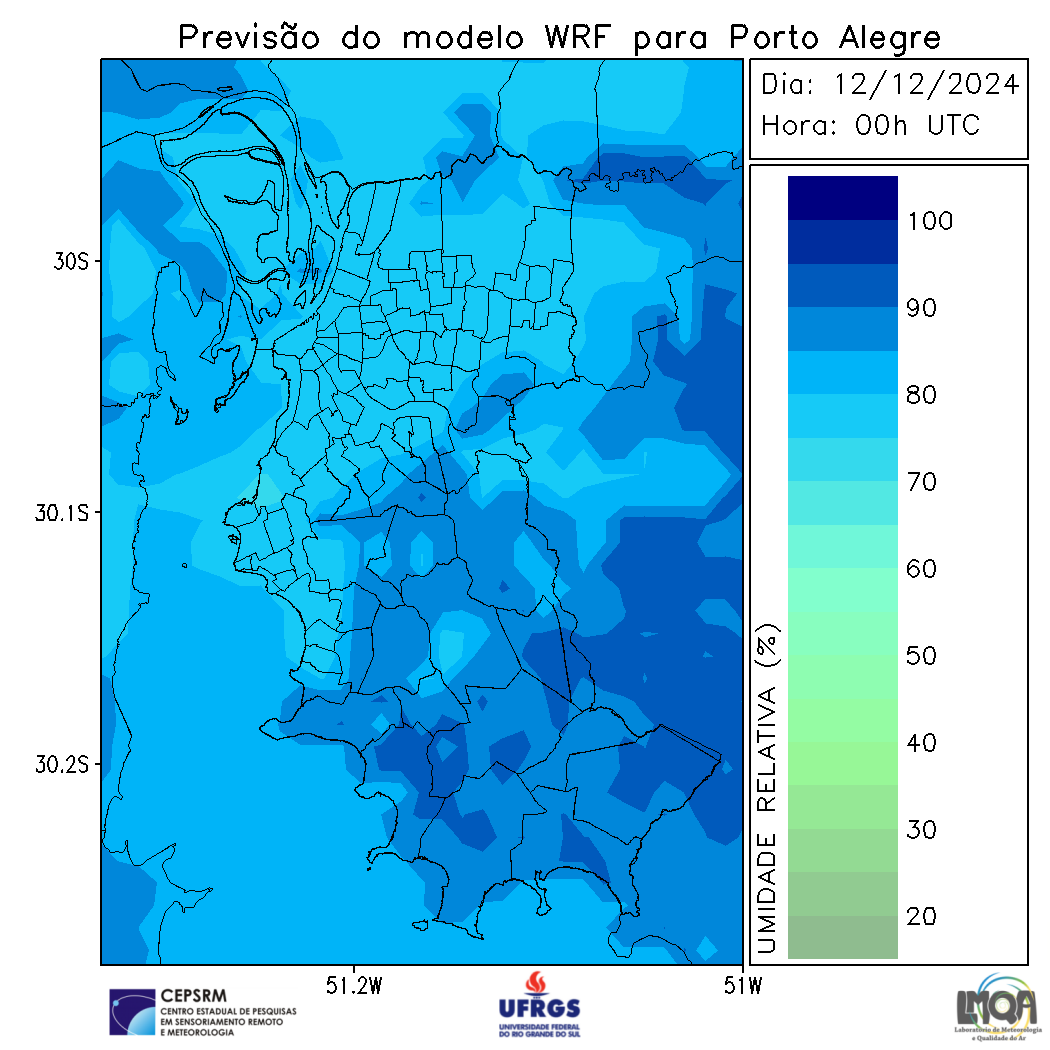 Previsão do modelo WRF para Porto Alegre
Dia: 12/12/2024
Hora: 00h UTC
30S
30.1S
30.2S
51.2W
51W
UMIDADE RELATIVA (%)
100
90
80
70
60
50
40
30
20
CEPSRM
CENTRO ESTADUAL DE PESQUISAS
EM SENSORIAMENTO REMOTO
E METEOROLOGIA
UFRGS
UNIVERSIDADE FEDERAL
DO RIO GRANDE DO SUL
LMQA
Laboratório de Meteorologia
e Qualidade do Ar